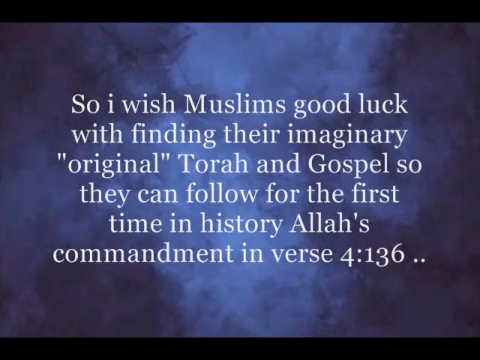 So i wish Muslims good luck
with finding their imaginary
"original" Torah and Gospel so
they can follow for the first
time in history Allah's
commandment in verse 4:136 ..